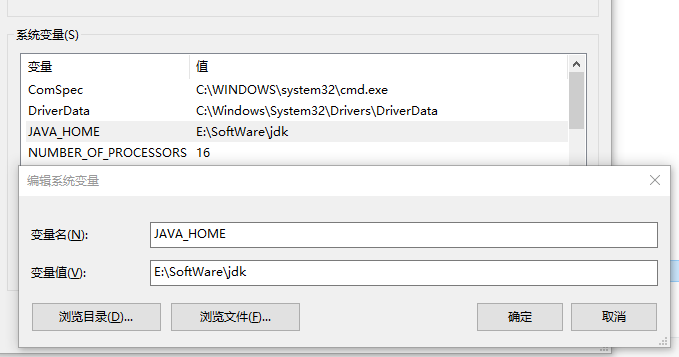 系统变量(S)
变量 值
ComSpec C:\WINDOWS\system32\cmd.exe
DriverData C:\Windows\System32\Drivers\DriverData
JAVA_HOME E:\SoftWare\jdk
NUMBER_OF_PROCESSORS 16
编辑系统变量
变量名(N): JAVA_HOME
变量值(V): E:\SoftWare\jdk
浏览目录(D)... 浏览文件(F)... 确定 取消